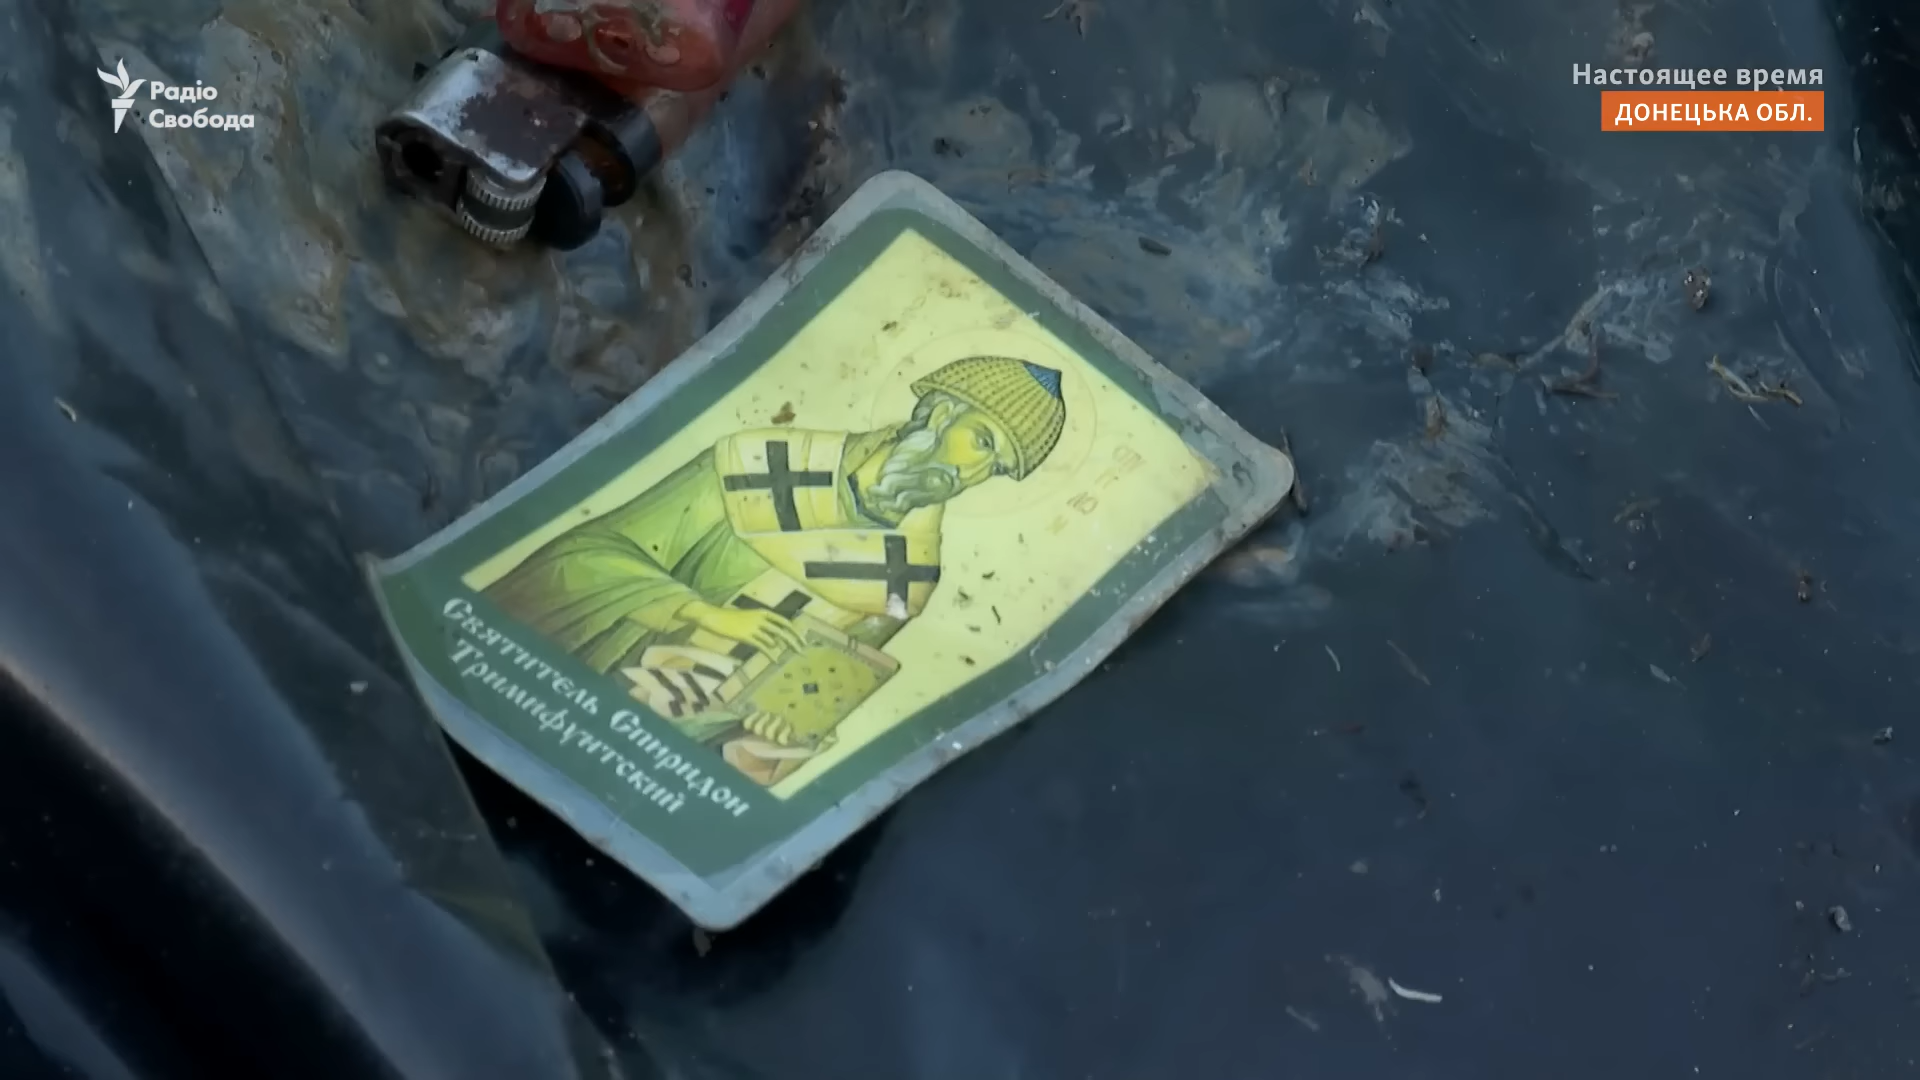 Радіо
Свобода
Настоящее время
ДОНЕЦЬКА ОБЛ.
Святитель Спиридон
Тримифунтский